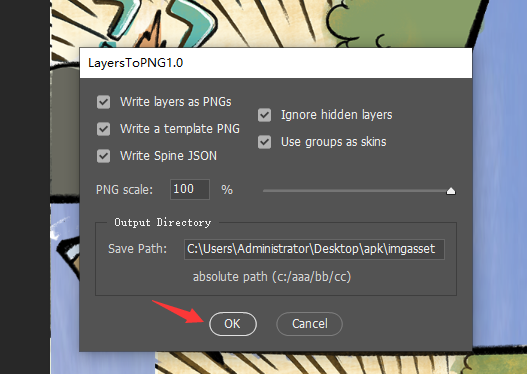 LayersToPNG1.0
Write layers as PNGs
Ignore hidden layers
Write a template PNG
Use groups as skins
Write Spine JSON
PNG scale: 100 %
Output Directory
Save Path: C:\Users\Administrator\Desktop\apk\imgasset
absolute path (c:/aaa/bb/cc)
OK Cancel